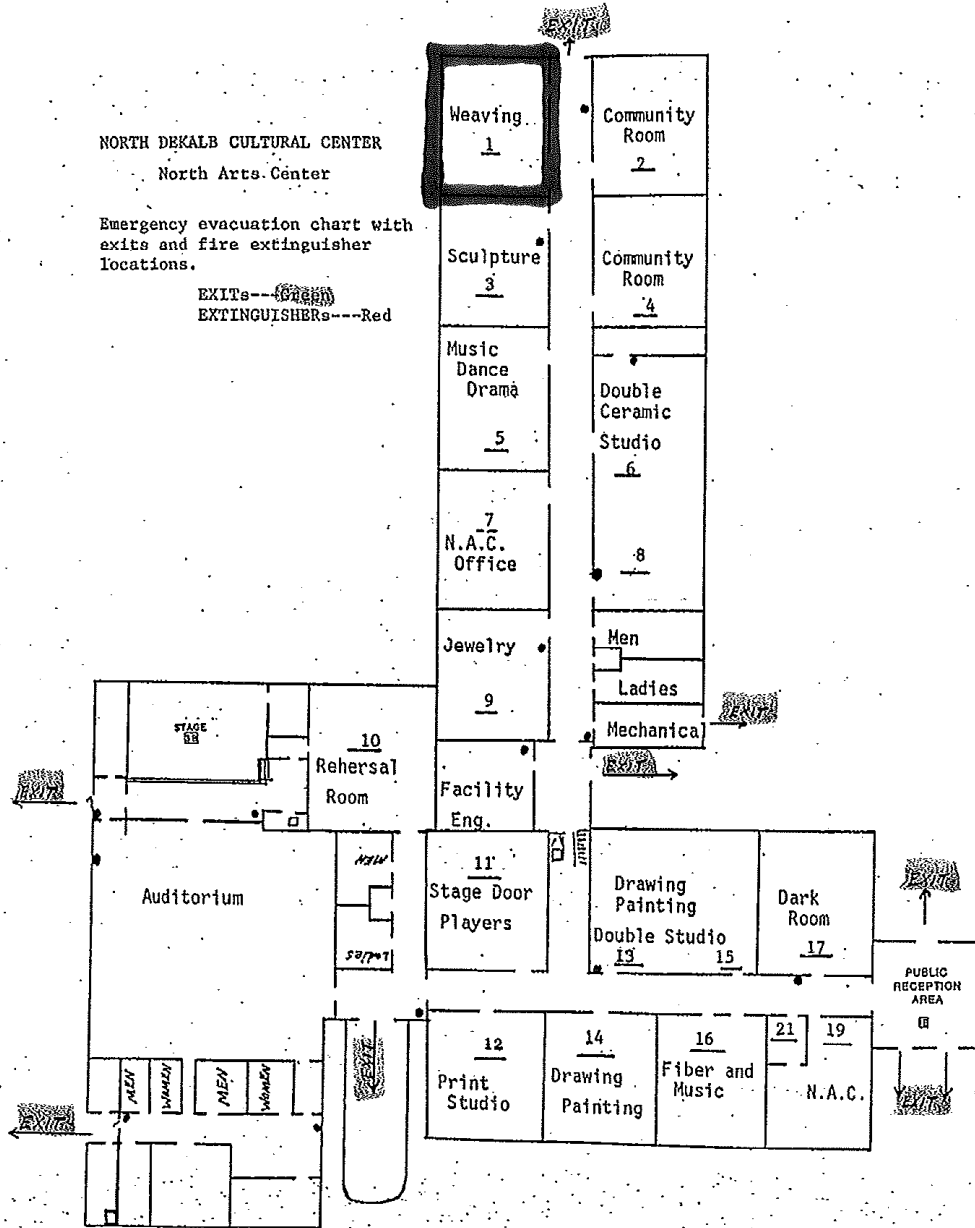 EXIT
Weaving
1
Community
Room
2
NORTH DEKALB CULTURAL CENTER
North Arts Center
Emergency evacuation chart with
exits and fire extinguisher
locations.
EXITs---Green
EXTINGUISHERs---Red
Sculpture
3
Community
Room
4
Music
Dance
Drama
5
Double
Ceramic
Studio
6
7
N.A.C.
Office
8
Jewelry
9
Men
Ladies
Mechanical
EXIT
EXIT
STAGE
10
Rehersal
Room
Facility
Eng.
EXIT
Auditorium
MEN
Ladies
11
Stage Door
Players
Drawing
Painting
Double Studio
13
15
Dark
Room
17
EXIT
PUBLIC
RECEPTION
AREA
EXIT
12
Print
Studio
14
Drawing
Painting
16
Fiber and
Music
21
19
N.A.C.
EXIT
MEN
WOMEN
MEN
WOMEN
EXIT